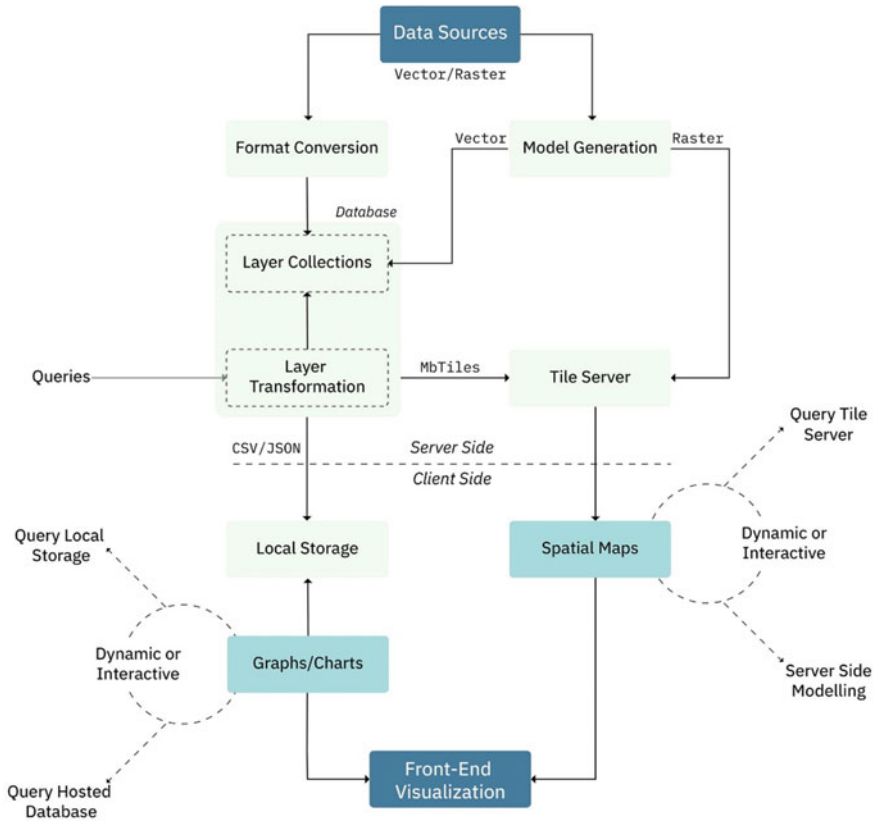 Data Sources
Vector/Raster
Format Conversion
Vector
Model Generation
Raster
Database
Layer Collections
Queries
Layer
Transformation
MbTiles
Tile Server
Query Tile
Server
CSV/JSON
Server Side
Client Side
Query Local
Storage
Local Storage
Spatial Maps
Dynamic or
Interactive
Dynamic or
Interactive
Graphs/Charts
Server Side
Modelling
Query Hosted
Database
Front-End
Visualization